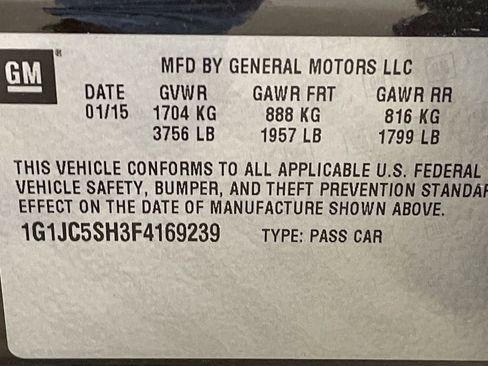 GM® MFD BY GENERAL MOTORS LLC
DATE GVWR GAWR FRT GAWR RR
01/15 1704 KG 888 KG 816 KG
3756 LB 1957 LB 1799 LB
THIS VEHICLE CONFORMS TO ALL APPLICABLE U.S. FEDERAL
VEHICLE SAFETY, BUMPER, AND THEFT PREVENTION STANDAR
EFFECT ON THE DATE OF MANUFACTURE SHOWN ABOVE.
1G1JC5SH3F4169239 TYPE: PASS CAR